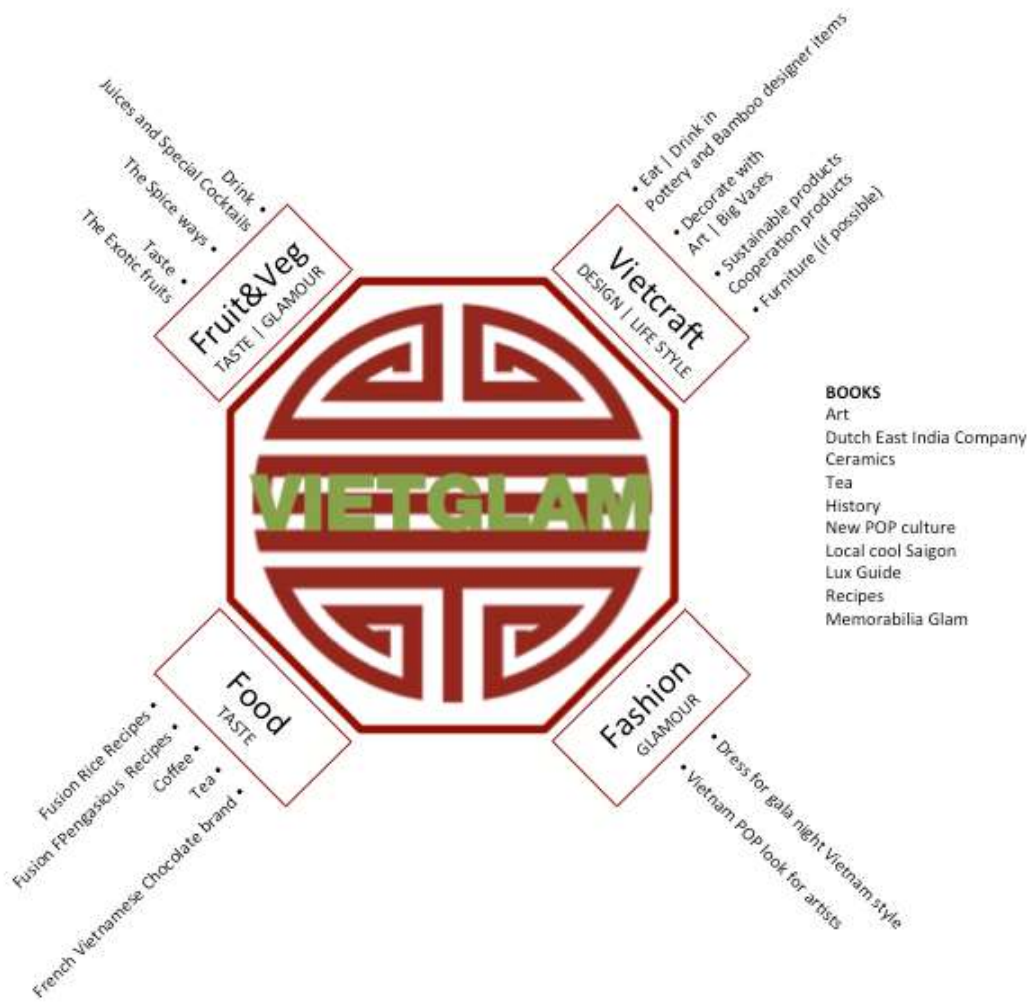 Drink •
Juices and Special Cocktails
The Spice ways •
Taste •
The Exotic fruits
Fruit&Veg
TASTE | GLAMOUR
• Eat | Drink in
Pottery and Bamboo designer items
• Decorate with
Art | Big Vases
• Sustainable products
Cooperation products
• Furniture (if possible)
Vietcraft
DESIGN | LIFE STYLE
VIETGLAM
BOOKS
Art
Dutch East India Company
Ceramics
Tea
History
New POP culture
Local cool Saigon
Lux Guide
Recipes
Memorabilia Glam
Food
TASTE
Fusion Rice Recipes •
Fusion FPengasious Recipes •
Coffee •
Tea •
French Vietnamese Chocolate brand •
Fashion
GLAMOUR
• Dress for gala night Vietnam style
• Vietnam POP look for artists